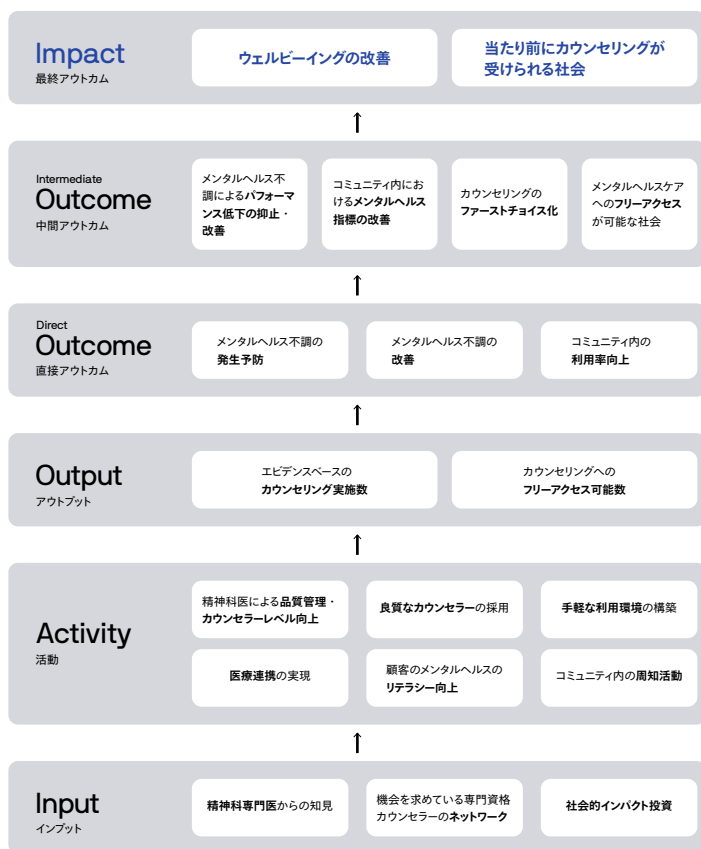 Impact
最終アウトカム
ウェルビーイングの改善
当たり前にカウンセリングが
受けられる社会
↑
Intermediate
Outcome
中間アウトカム
メンタルヘルス不
調によるパフォーマ
ンス低下の抑止・
改善
コミュニティ内にお
けるメンタルヘルス
指標の改善
カウンセリングの
ファーストチョイス化
メンタルヘルスケア
へのフリーアクセス
が可能な社会
↑
Direct
Outcome
直接アウトカム
メンタルヘルス不調の
発生予防
メンタルヘルス不調の
改善
コミュニティ内の
利用率向上
↑
Output
アウトプット
エビデンスベースの
カウンセリング実施数
カウンセリングへの
フリーアクセス可能数
↑
Activity
活動
精神科医による品質管理・
カウンセラーレベル向上
良質なカウンセラーの採用
手軽な利用環境の構築
医療連携の実現
顧客のメンタルヘルスの
リテラシー向上
コミュニティ内の周知活動
↑
Input
インプット
精神科専門医からの知見
機会を求めている専門資格
カウンセラーのネットワーク
社会的インパクト投資